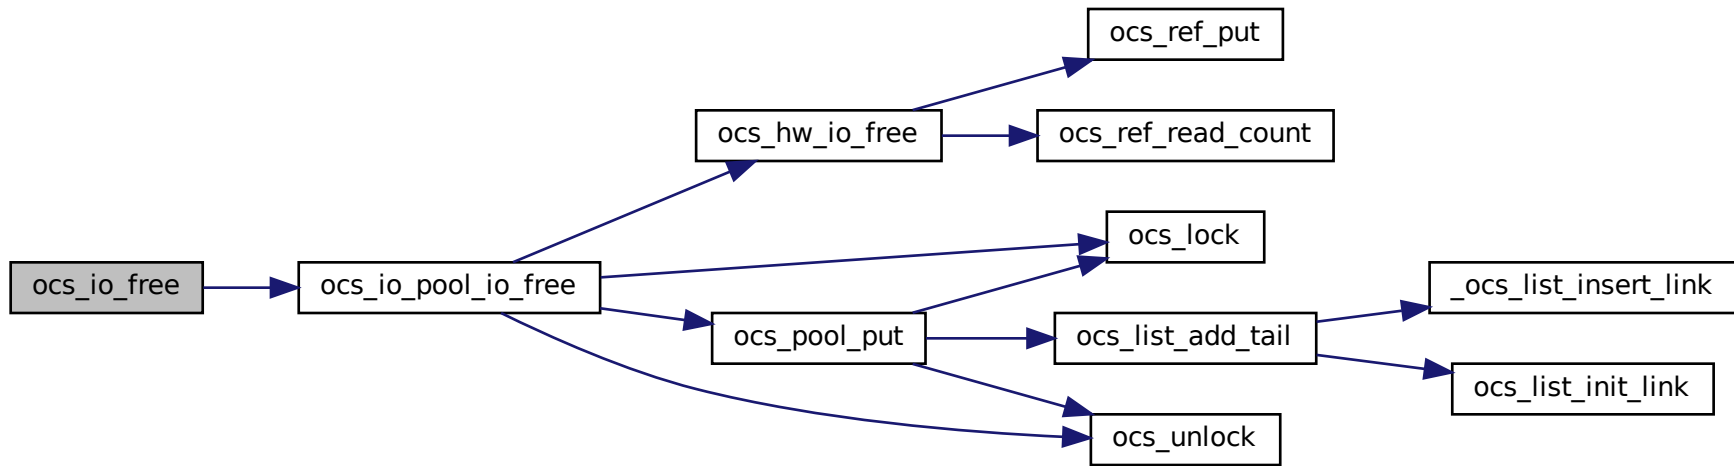 ocs_ref_put
ocs_hw_io_free
ocs_ref_read_count
ocs_lock
ocs_io_free
ocs_io_pool_io_free
_ocs_list_insert_link
ocs_pool_put
ocs_list_add_tail
ocs_list_init_link
ocs_unlock